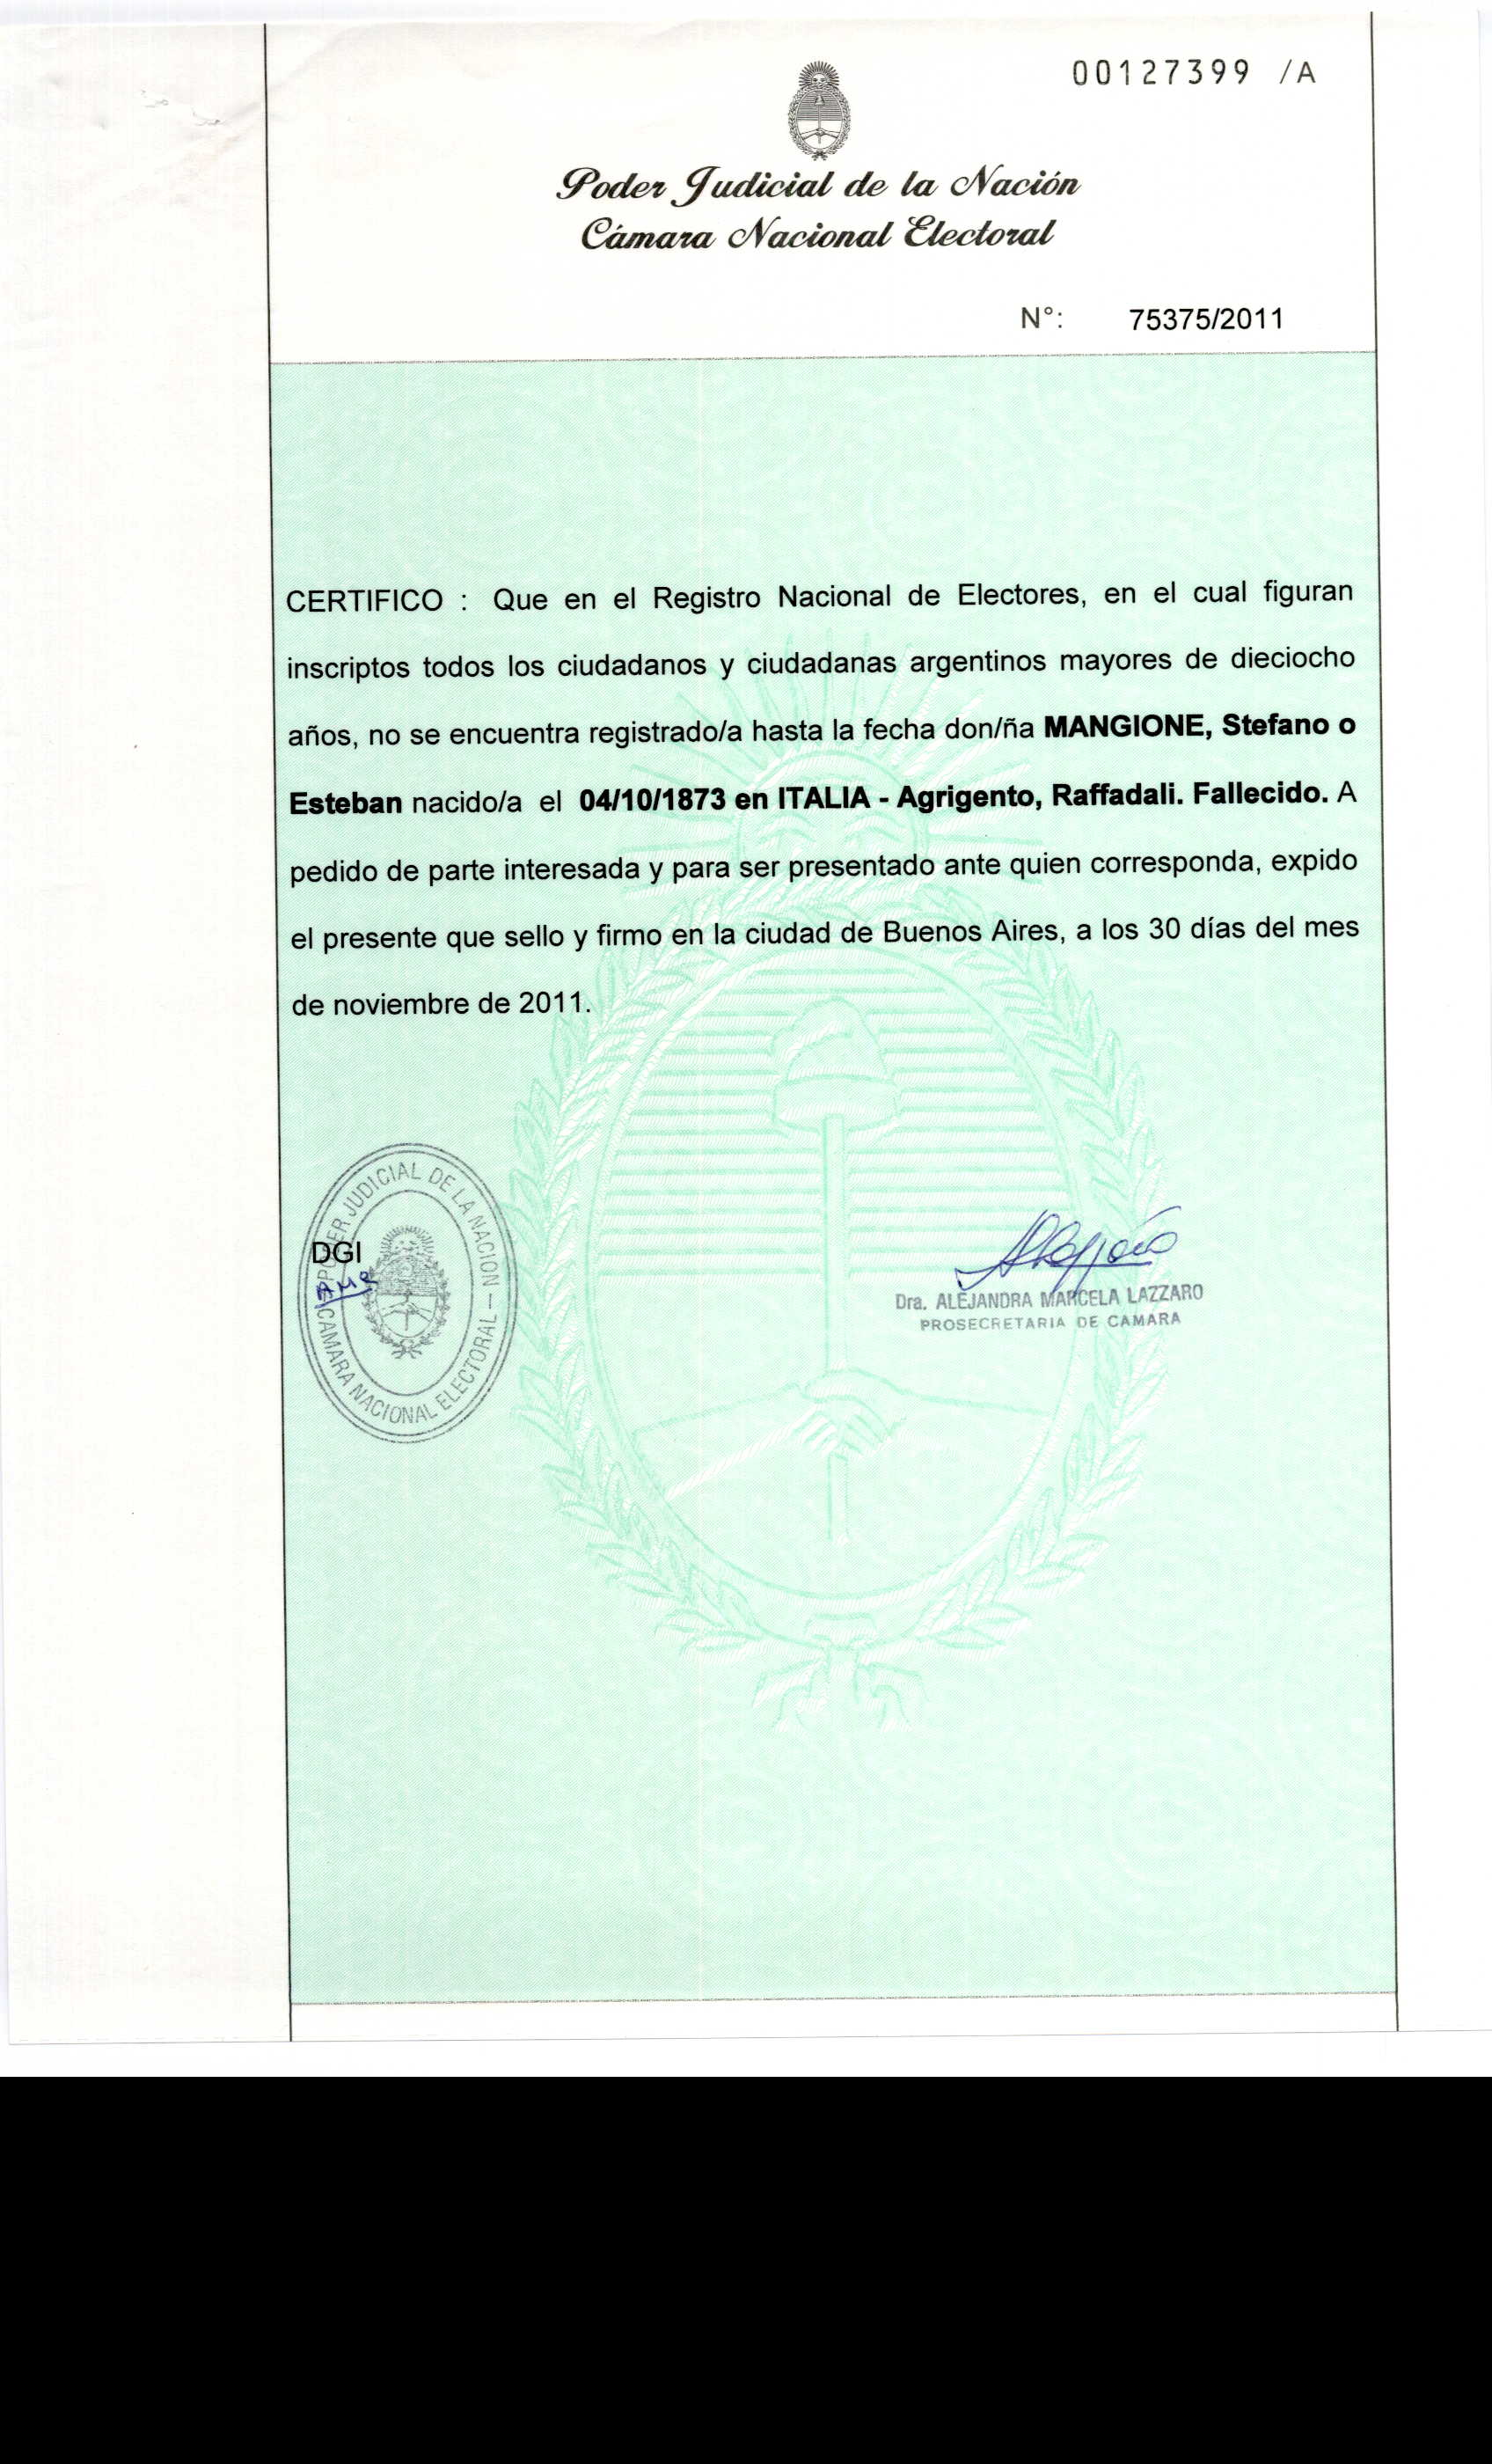 00127399 /A
Poder Judicial de la Nación
Cámara Nacional Electoral
N°: 75375/2011
CERTIFICO : Que en el Registro Nacional de Electores, en el cual figuran
inscriptos todos los ciudadanos y ciudadanas argentinos mayores de dieciocho
años, no se encuentra registrado/a hasta la fecha don/ña MANGIONE, Stefano o
Esteban nacido/a el 04/10/1873 en ITALIA - Agrigento, Raffadali. Fallecido. A
pedido de parte interesada y para ser presentado ante quien corresponda, expido
el presente que sello y firmo en la ciudad de Buenos Aires, a los 30 días del mes
de noviembre de 2011.
PODER JUDICIAL DE LA NACION —
CAMARA NACIONAL ELECTORAL —
DGI
Dra. ALEJANDRA MARCELA LAZZARO
PROSECRETARIA DE CAMARA